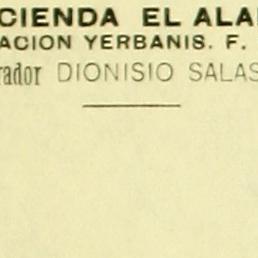 CIENDA EL ALA
ACION YERBANIS. F.
rador DIONISIO SALAS